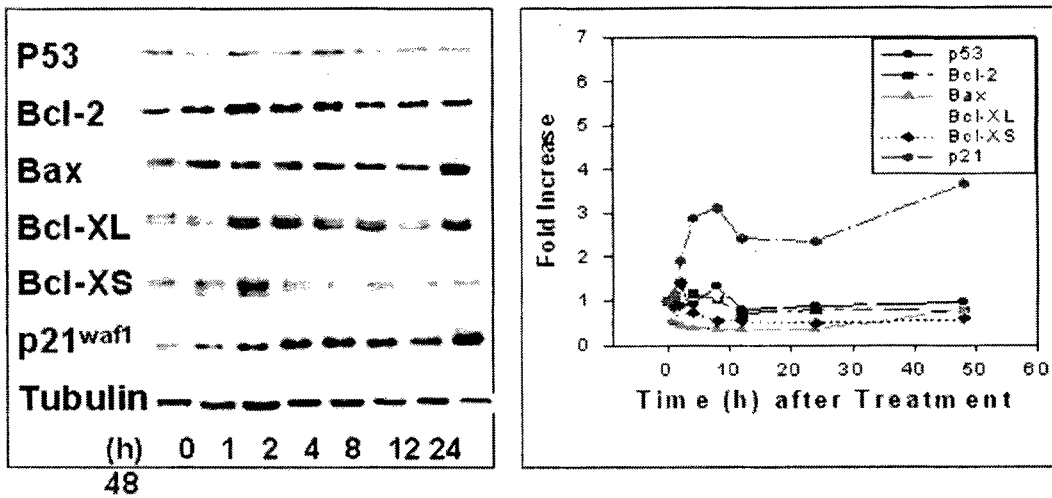 P53
Bcl-2
Bax
Bcl-XL
Bcl-XS
p21waf1
Tubulin
(h) 0 1 2 4 8 12 24
48
7
6
5
4
3
2
1
0
Fold Increase
p53
Bcl-2
Bax
Bcl-XL
Bcl-XS
p21
0 10 20 30 40 50 60
Time (h) after Treatment